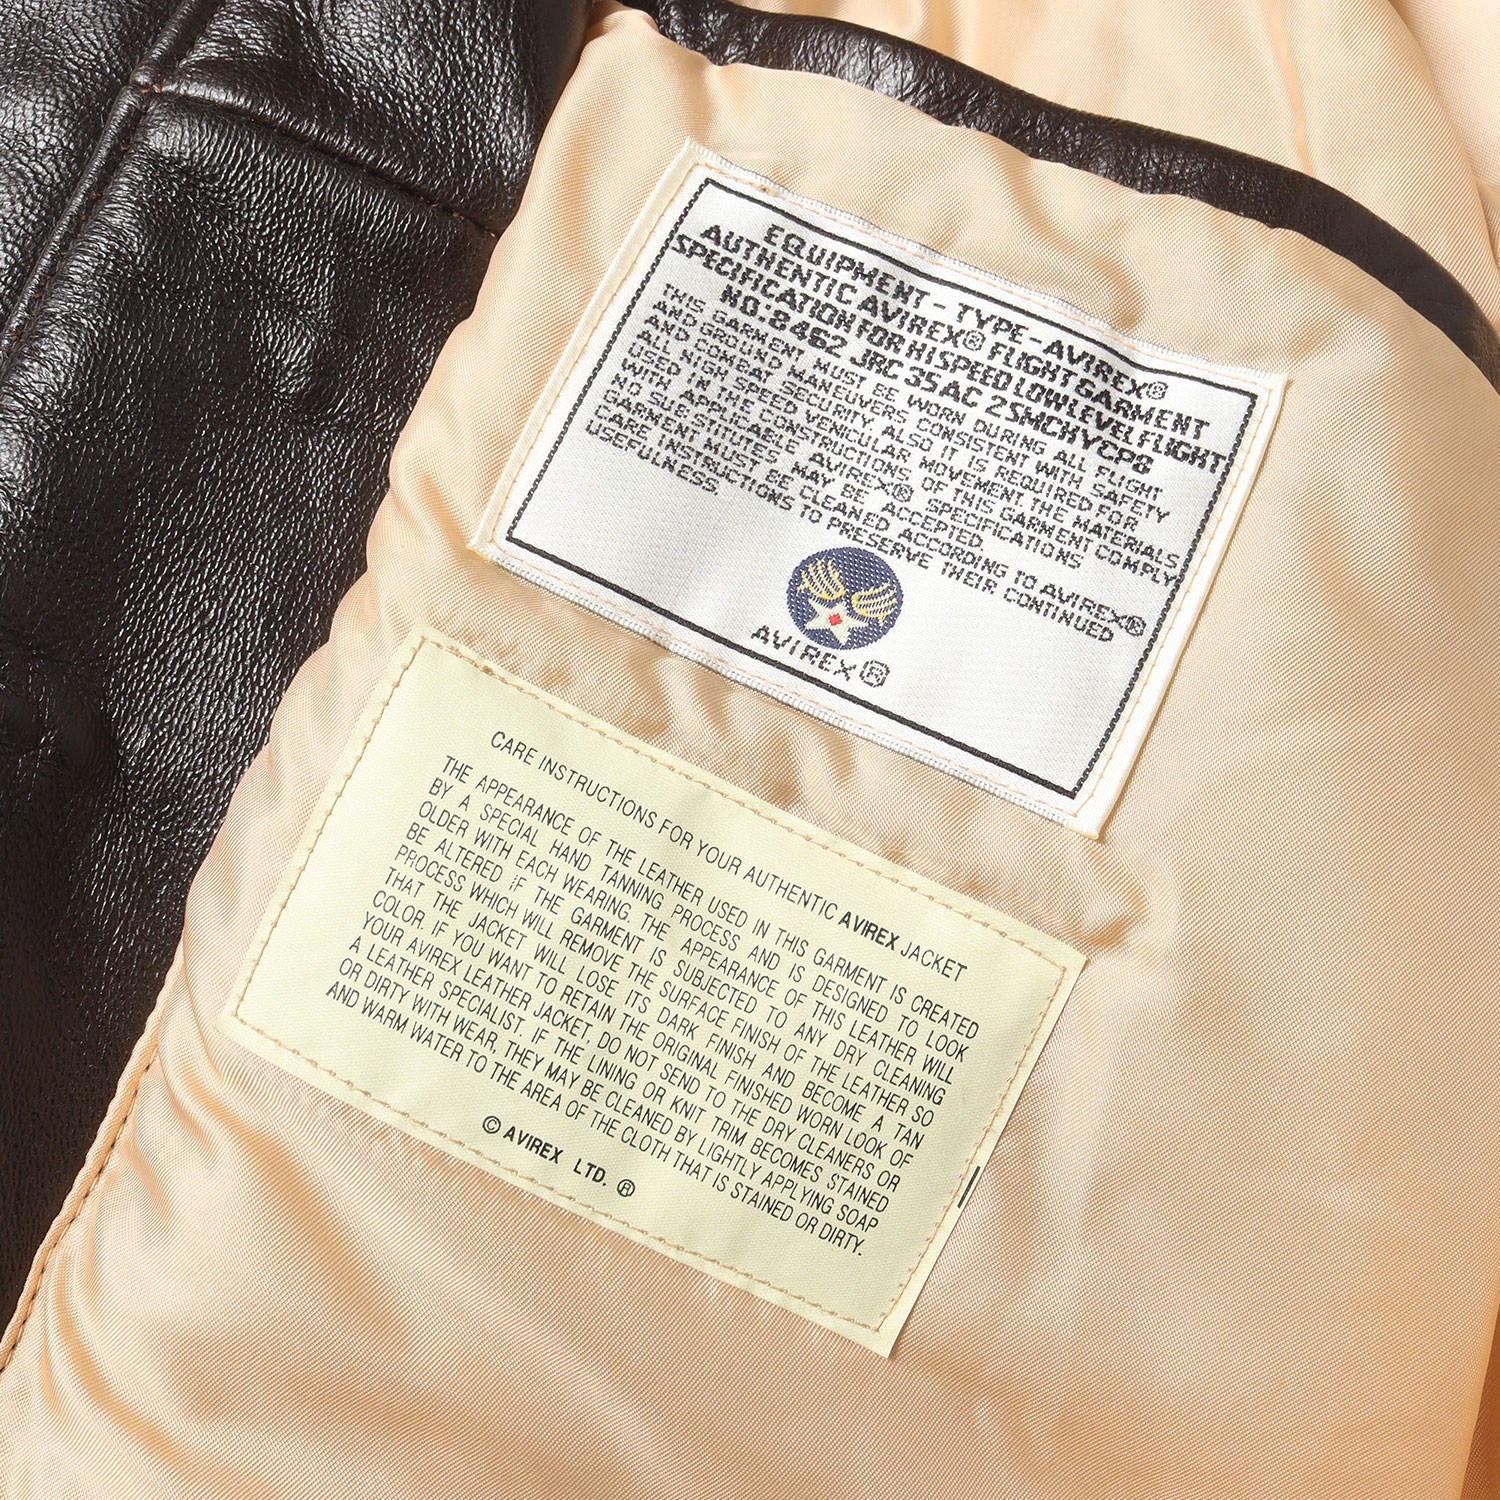 EQUIPMENT - TYPE - AVIREX®
AUTHENTIC AVIREX® FLIGHT GARMENT
SPECIFICATION FOR HISPEED LOW LEVEL FLIGHT
NO:8462 JRC 35 AC 2SMCHYCP8
THIS GARMENT MUST BE WORN DURING ALL FLIGHT
AND GROUND MANEUVERS CONSISTENT WITH SAFETY
AND COMBAT SECURITY. ALSO IT IS REQUIRED FOR
ALL HIGH SPEED VEHICULAR MOVEMENT. THE MATERIALS
USED IN THE CONSTRUCTION OF THIS GARMENT COMPLY
WITH APPLICABLE AVIREX® SPECIFICATIONS
NO SUBSTITUTES MAY BE ACCEPTED
GARMENT MUST BE CLEANED ACCORDING TO AVIREX®
CARE INSTRUCTIONS TO PRESERVE THEIR CONTINUED
USEFULNESS.
AVIREX®
CARE INSTRUCTIONS FOR YOUR AUTHENTIC AVIREX JACKET
THE APPEARANCE OF THE LEATHER USED IN THIS GARMENT IS CREATED
BY A SPECIAL HAND TANNING PROCESS AND IS DESIGNED TO LOOK
OLDER WITH EACH WEARING. THE APPEARANCE OF THIS LEATHER WILL
BE ALTERED iF THE GARMENT IS SUBJECTED TO ANY DRY CLEANING
PROCESS WHICH WILL REMOVE THE SURFACE FINISH OF THE LEATHER SO
THAT THE JACKET WILL LOSE ITS DARK FINISH AND BECOME A TAN
COLOR. IF YOU WANT TO RETAIN THE ORIGINAL FINISHED WORN LOOK OF
YOUR AVIREX LEATHER JACKET, DO NOT SEND TO THE DRY CLEANERS OR
A LEATHER SPECIALIST. IF THE LINING OR KNIT TRIM BECOMES STAINED
OR DIRTY WITH WEAR, THEY MAY BE CLEANED BY LIGHTLY APPLYING SOAP
AND WARM WATER TO THE AREA OF THE CLOTH THAT IS STAINED OR DIRTY.
© AVIREX LTD. ®